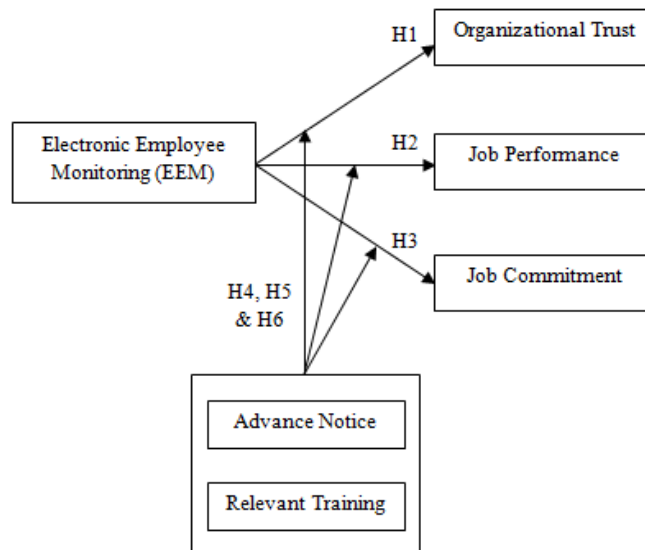 H1
Organizational Trust
Electronic Employee
Monitoring (EEM)
H2
Job Performance
H3
Job Commitment
H4, H5
& H6
Advance Notice
Relevant Training